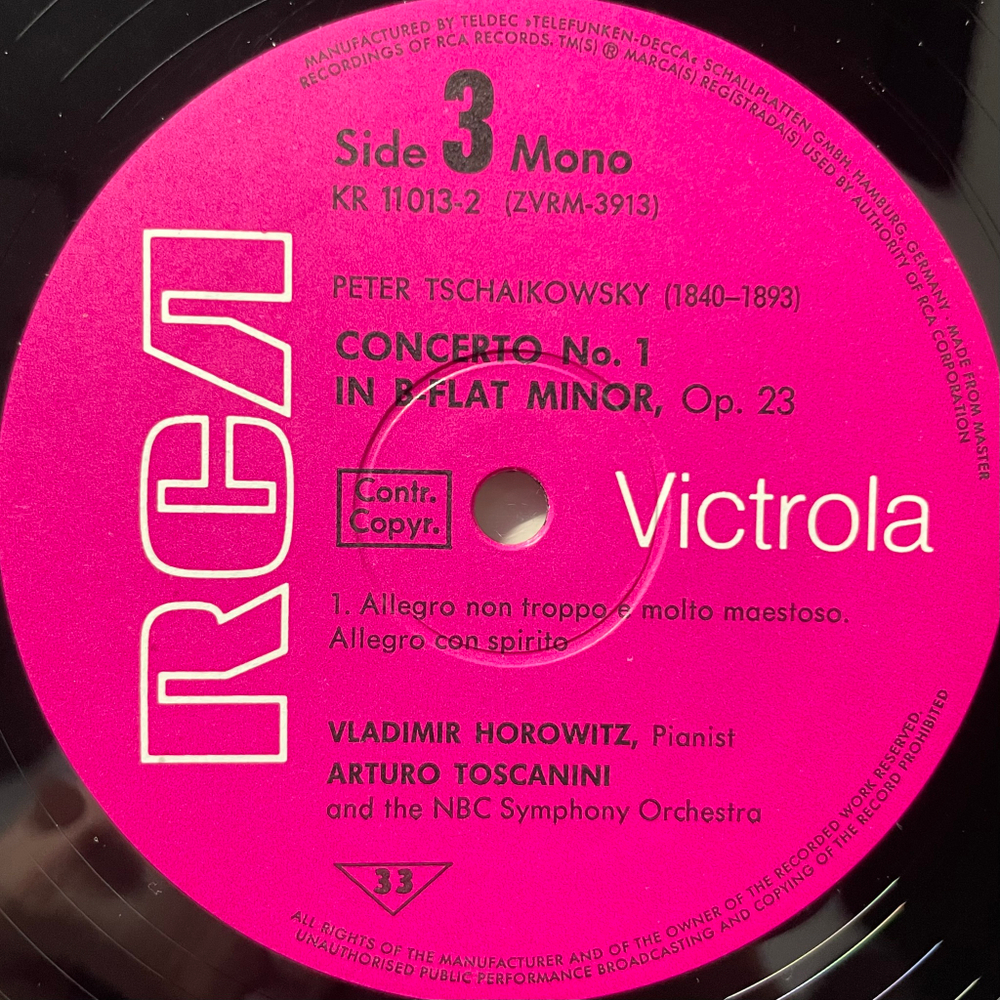 MANUFACTURED BY TELDEC »TELEFUNKEN-DECCA« SCHALLPLATTEN GMBH, HAMBURG, GERMANY. MADE FROM MASTER
RECORDINGS OF RCA RECORDS. TM(S) ® MARCA(S) REGISTRADA(S) USED BY AUTHORITY OF RCA CORPORATION
Side 3 Mono
KR 11013-2 (ZVRM-3913)
PETER TSCHAIKOWSKY (1840–1893)
CONCERTO No. 1
IN B-FLAT MINOR, Op. 23
RCA
Contr.
Copyr.
Victrola
1. Allegro non troppo e molto maestoso.
Allegro con spirito
VLADIMIR HOROWITZ, Pianist
ARTURO TOSCANINI
and the NBC Symphony Orchestra
33
ALL RIGHTS OF THE MANUFACTURER AND OF THE OWNER OF THE RECORDED WORK RESERVED.
UNAUTHORISED PUBLIC PERFORMANCE BROADCASTING AND COPYING OF THE RECORD PROHIBITED